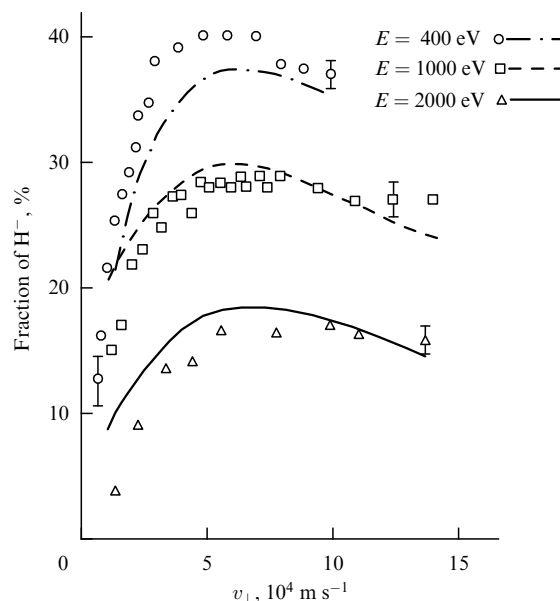 40
30
20
10
0
5
10
15
Fraction of H⁻, %
v⊥, 10⁴ m s⁻¹
E = 400 eV
E = 1000 eV
E = 2000 eV